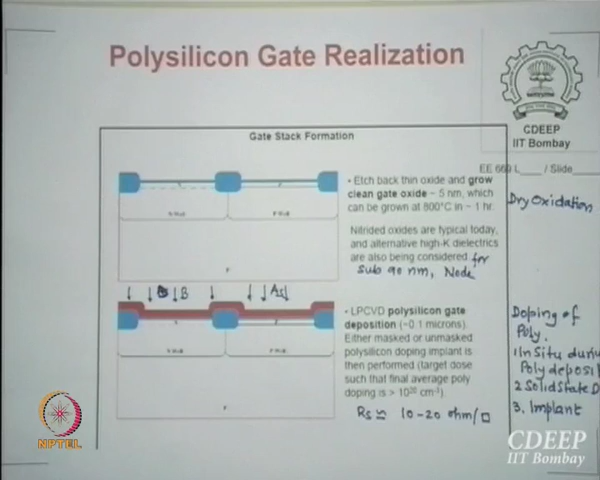 Polysilicon Gate Realization
CDEEP
IIT Bombay
EE 669 L____ / Slide____
Gate Stack Formation
• Etch back thin oxide and grow
clean gate oxide ~ 5 nm, which
can be grown at 800°C in ~ 1 hr.
Dry Oxidation
Nitrided oxides are typical today,
and alternative high-K dielectrics
are also being considered for
sub 90 nm, Node
B
As
• LPCVD polysilicon gate
deposition (~0.1 microns).
Either masked or unmasked
polysilicon doping implant is
then performed (target dose
such that final average poly
doping is > 10²⁰ cm⁻³).
Rs ≅ 10-20 ohm/□
Doping of
Poly.
1 In Situ durin
Poly deposi
2 Solid State D
3. Implant
P
P
NPTEL
CDEEP
IIT Bombay